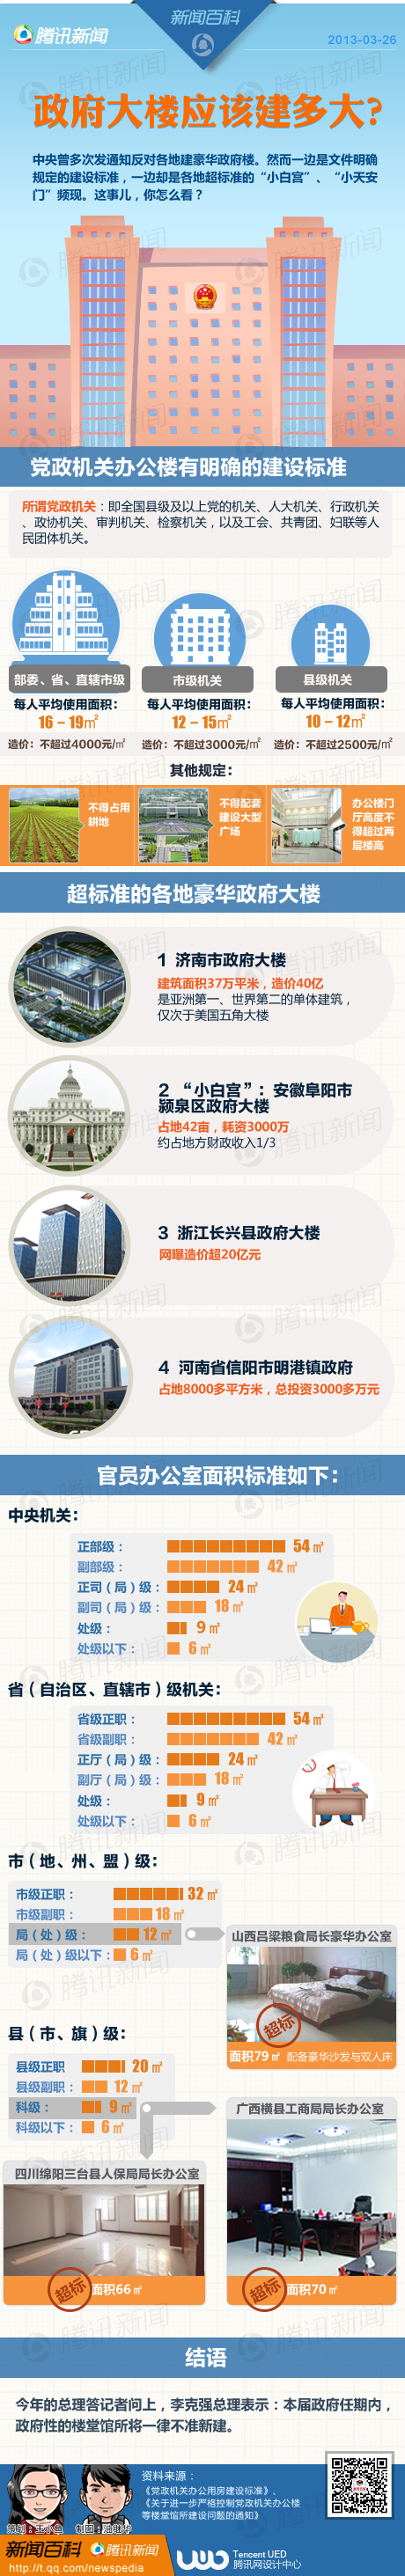 腾讯新闻
新闻百科
2013-03-26
政府大楼应该建多大?
中央曾多次发通知反对各地建豪华政府楼。然而一边是文件明确
规定的建设标准，一边却是各地超标准的“小白宫”、“小天安
门”频现。这事儿，你怎么看？
党政机关办公楼有明确的建设标准
所谓党政机关：即全国县级及以上党的机关、人大机关、行政机关
、政协机关、审判机关、检察机关，以及工会、共青团、妇联等人
民团体机关。
部委、省、直辖市级
每人平均使用面积：
16 – 19㎡
造价：不超过4000元/㎡
市级机关
每人平均使用面积：
12 – 15㎡
造价：不超过3000元/㎡
县级机关
每人平均使用面积：
10 – 12㎡
造价：不超过2500元/㎡
其他规定：
不得占用
耕地
不得配套
建设大型
广场
办公楼门
厅高度不
得超过两
层楼高
超标准的各地豪华政府大楼
1 济南市政府大楼
建筑面积37万平米，造价40亿
是亚洲第一、世界第二的单体建筑，
仅次于美国五角大楼
2 “小白宫”：安徽阜阳市
颍泉区政府大楼
占地42亩，耗资3000万
约占地方财政收入1/3
3 浙江长兴县政府大楼
网曝造价超20亿元
4 河南省信阳市明港镇政府
占地8000多平方米，总投资3000多万元
官员办公室面积标准如下：
中央机关：
正部级： 54㎡
副部级： 42㎡
正司（局）级： 24㎡
副司（局）级： 18㎡
处级： 9㎡
处级以下： 6㎡
省（自治区、直辖市）级机关：
省级正职： 54㎡
省级副职： 42㎡
正厅（局）级： 24㎡
副厅（局）级： 18㎡
处级： 9㎡
处级以下： 6㎡
市（地、州、盟）级：
市级正职： 32㎡
市级副职： 18㎡
局（处）级： 12㎡
局（处）级以下： 6㎡
山西吕梁粮食局长豪华办公室
超标
面积79㎡ 配备豪华沙发与双人床
县（市、旗）级：
县级正职 20㎡
县级副职： 12㎡
科级： 9㎡
科级以下： 6㎡
广西横县工商局局长办公室
超标
面积70㎡
四川绵阳三台县人保局局长办公室
超标
面积66㎡
结语
今年的总理答记者问上，李克强总理表示：本届政府任期内，
政府性的楼堂馆所将一律不准新建。
资料来源：
《党政机关办公用房建设标准》、
《关于进一步严格控制党政机关办公楼
等楼堂馆所建设问题的通知》
新闻百科
腾讯新闻
http://t.qq.com/newspedia
Tencent UED
腾讯网设计中心